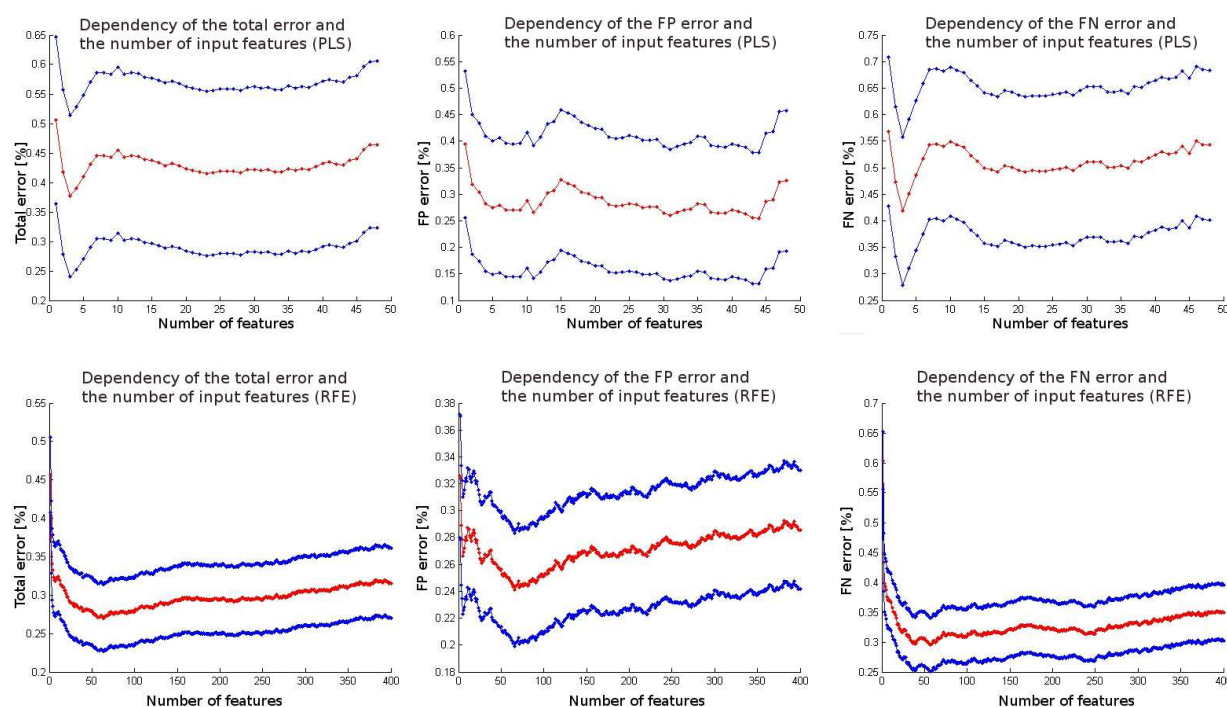 Dependency of the total error and
the number of input features (PLS)
0.65
0.6
0.55
0.5
0.45
0.4
0.35
0.3
0.25
0.2
Total error [%]
0 5 10 15 20 25 30 35 40 45 50
Number of features
Dependency of the FP error and
the number of input features (PLS)
0.6
0.55
0.5
0.45
0.4
0.35
0.3
0.25
0.2
0.15
0.1
FP error [%]
0 5 10 15 20 25 30 35 40 45 50
Number of features
Dependency of the FN error and
the number of input features (PLS)
0.75
0.7
0.65
0.6
0.55
0.5
0.45
0.4
0.35
0.3
0.25
FN error [%]
0 5 10 15 20 25 30 35 40 45 50
Number of features
Dependency of the total error and
the number of input features (RFE)
0.55
0.5
0.45
0.4
0.35
0.3
0.25
0.2
Total error [%]
0 50 100 150 200 250 300 350 400
Number of features
Dependency of the FP error and
the number of input features (RFE)
0.38
0.36
0.34
0.32
0.3
0.28
0.26
0.24
0.22
0.2
0.18
FP error [%]
0 50 100 150 200 250 300 350 400
Number of features
Dependency of the FN error and
the number of input features (RFE)
0.7
0.65
0.6
0.55
0.5
0.45
0.4
0.35
0.3
0.25
FN error [%]
0 50 100 150 200 250 300 350 400
Number of features